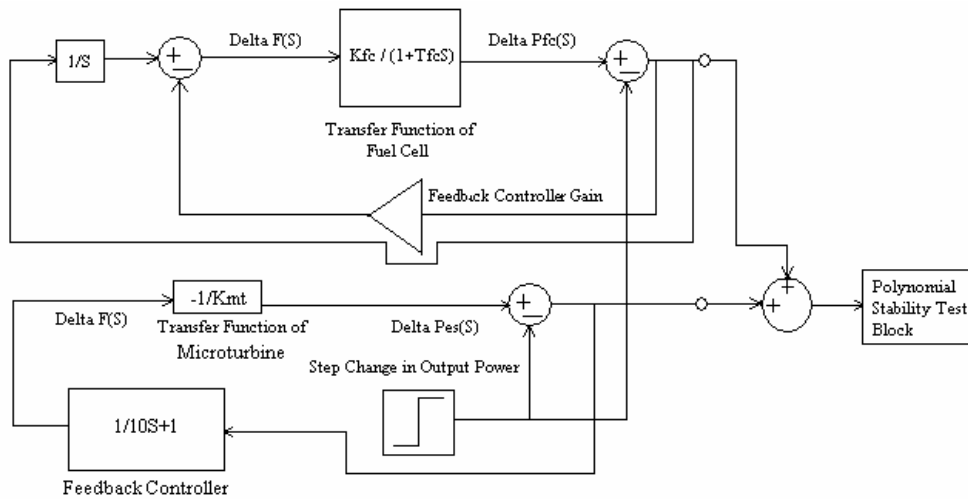 Delta F(S)
Kfc / (1+TfcS)
Delta Pfc(S)
1/S
+
−
+
−
Transfer Function of
Fuel Cell
Feedback Controller Gain
-1/Kmt
Delta F(S)
Transfer Function of
Microturbine
Delta Pes(S)
+
−
+
+
Polynomial
Stability Test
Block
Step Change in Output Power
1/10S+1
Feedback Controller